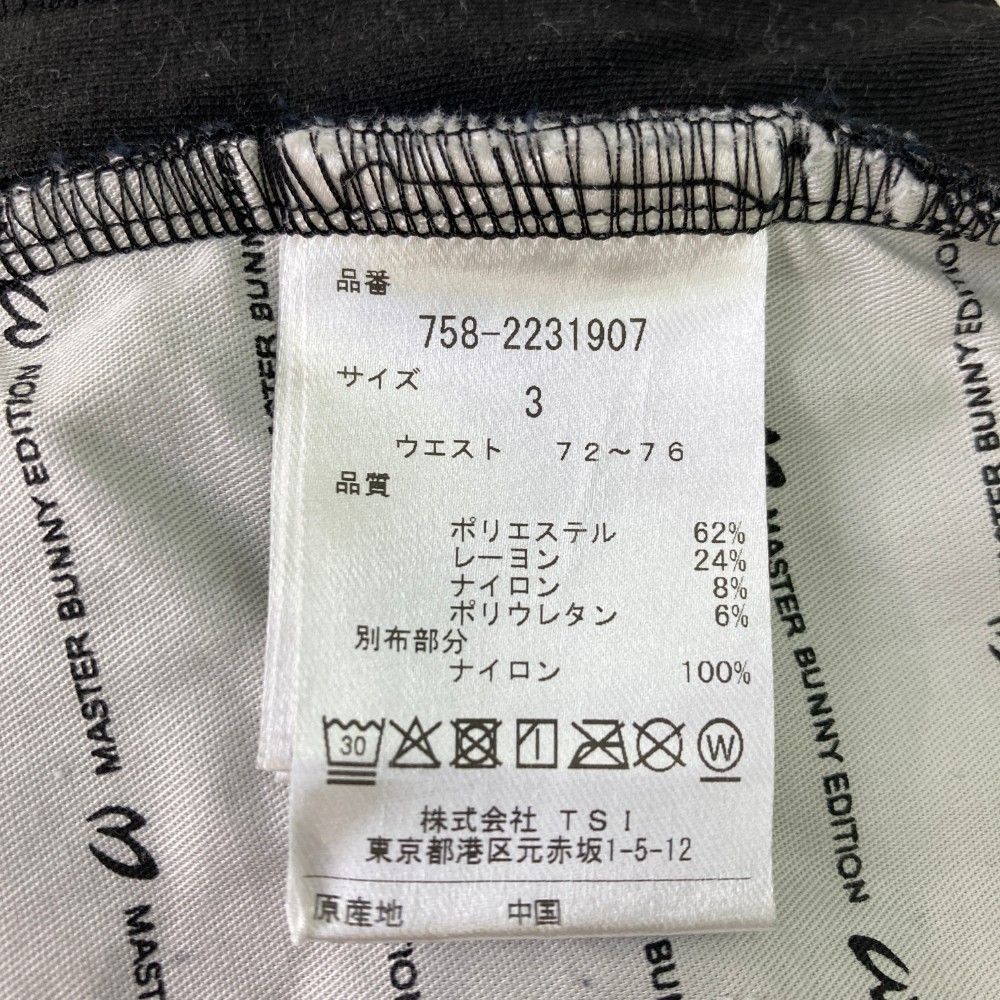 品番
758-2231907
サイズ
3
ウエスト 72～76
品質
ポリエステル 62%
レーヨン 24%
ナイロン 8%
ポリウレタン 6%
別布部分
ナイロン 100%
30
W
株式会社 TSI
東京都港区元赤坂1-5-12
原産地 中国
MASTER BUNNY EDITION
MASTER BUNNY EDITION
MASTER BUNNY EDITION